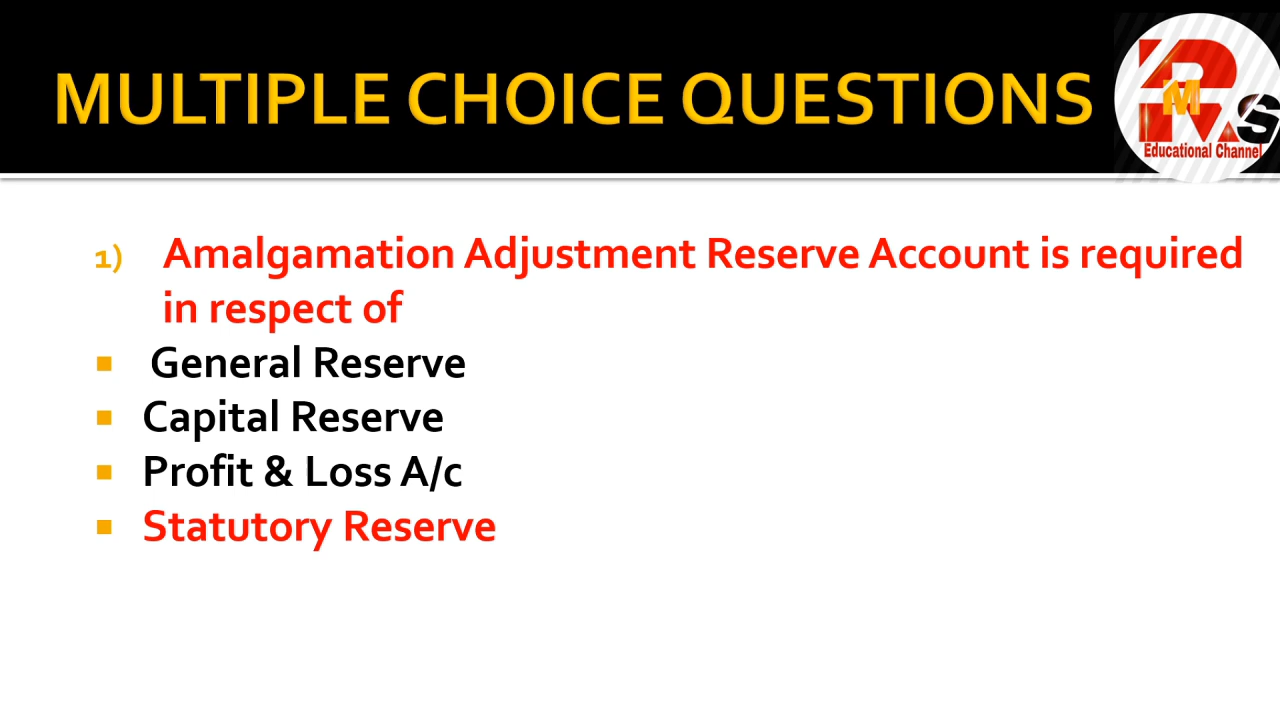 MULTIPLE CHOICE QUESTIONS
M
S
Educational Channel
1) Amalgamation Adjustment Reserve Account is required
in respect of
General Reserve
Capital Reserve
Profit & Loss A/c
Statutory Reserve